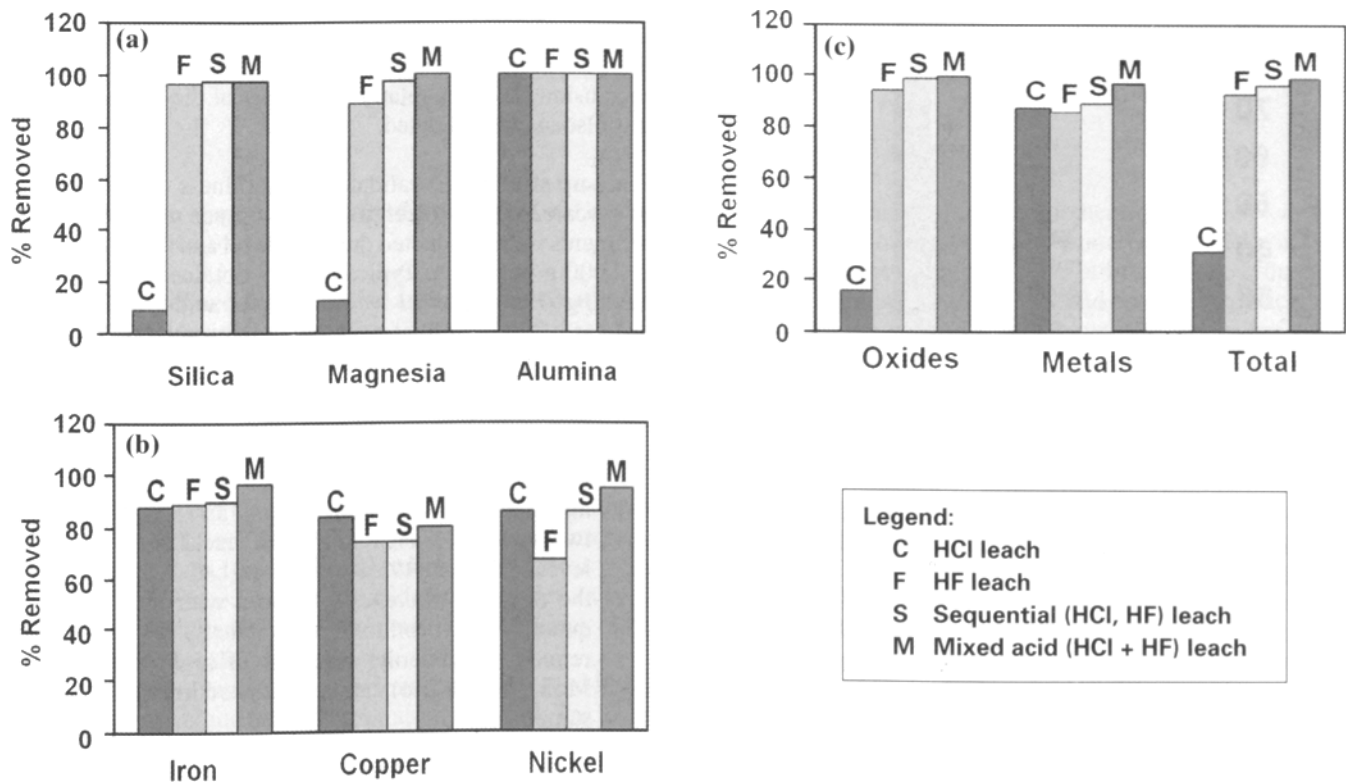 (a)
% Removed
120
100
80
60
40
20
0
C F S M
C F S M
C F S M
Silica Magnesia Alumina
(b)
% Removed
120
100
80
60
40
20
0
C F S M
C F S M
C F S M
Iron Copper Nickel
(c)
% Removed
120
100
80
60
40
20
0
C F S M
C F S M
C F S M
Oxides Metals Total
Legend:
C HCl leach
F HF leach
S Sequential (HCl, HF) leach
M Mixed acid (HCl + HF) leach